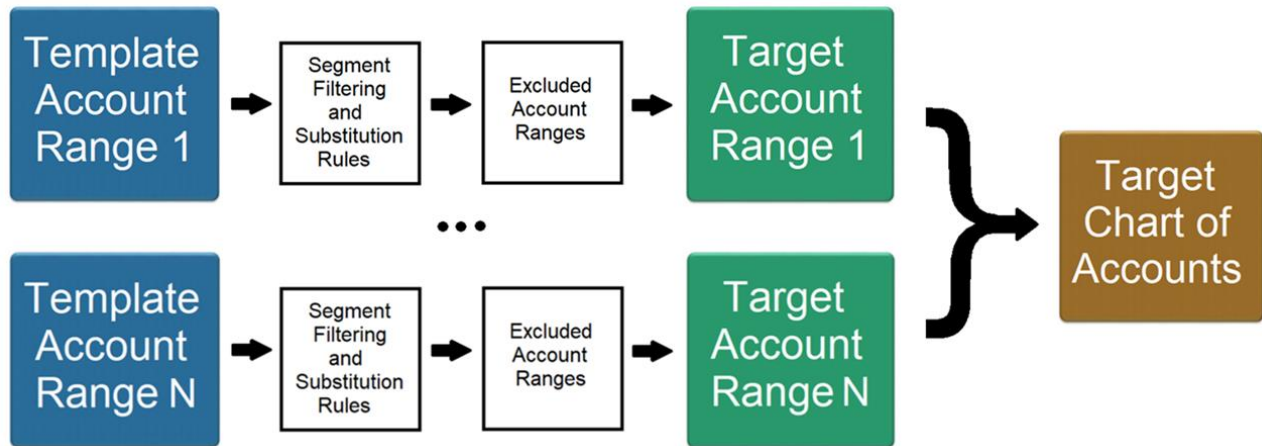 Template
Account
Range 1
Segment
Filtering
and
Substitution
Rules
Excluded
Account
Ranges
Target
Account
Range 1
...
Template
Account
Range N
Segment
Filtering
and
Substitution
Rules
Excluded
Account
Ranges
Target
Account
Range N
Target
Chart of
Accounts